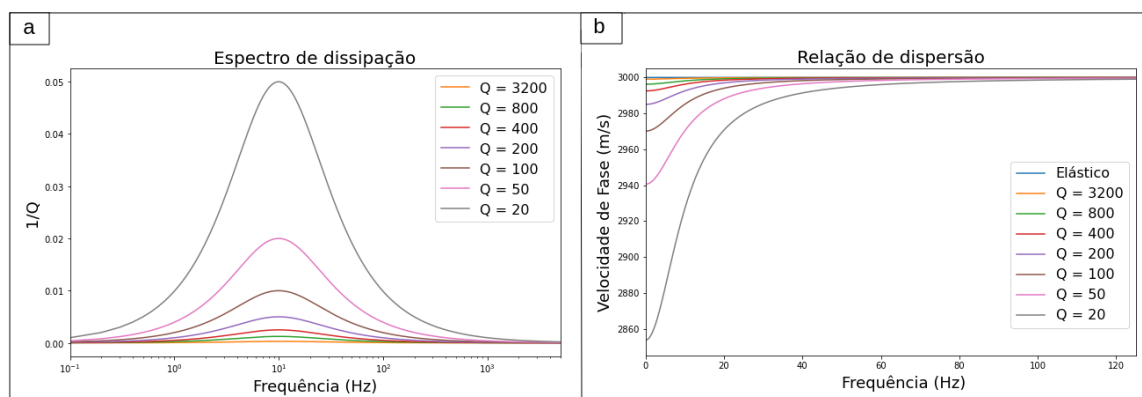 a
Espectro de dissipação
1/Q
0.05
0.04
0.03
0.02
0.01
0.00
Q = 3200
Q = 800
Q = 400
Q = 200
Q = 100
Q = 50
Q = 20
10⁻¹ 10⁰ 10¹ 10² 10³
Frequência (Hz)
b
Relação de dispersão
Velocidade de Fase (m/s)
3000
2980
2960
2940
2920
2900
2880
2860
Elástico
Q = 3200
Q = 800
Q = 400
Q = 200
Q = 100
Q = 50
Q = 20
0 20 40 60 80 100 120
Frequência (Hz)